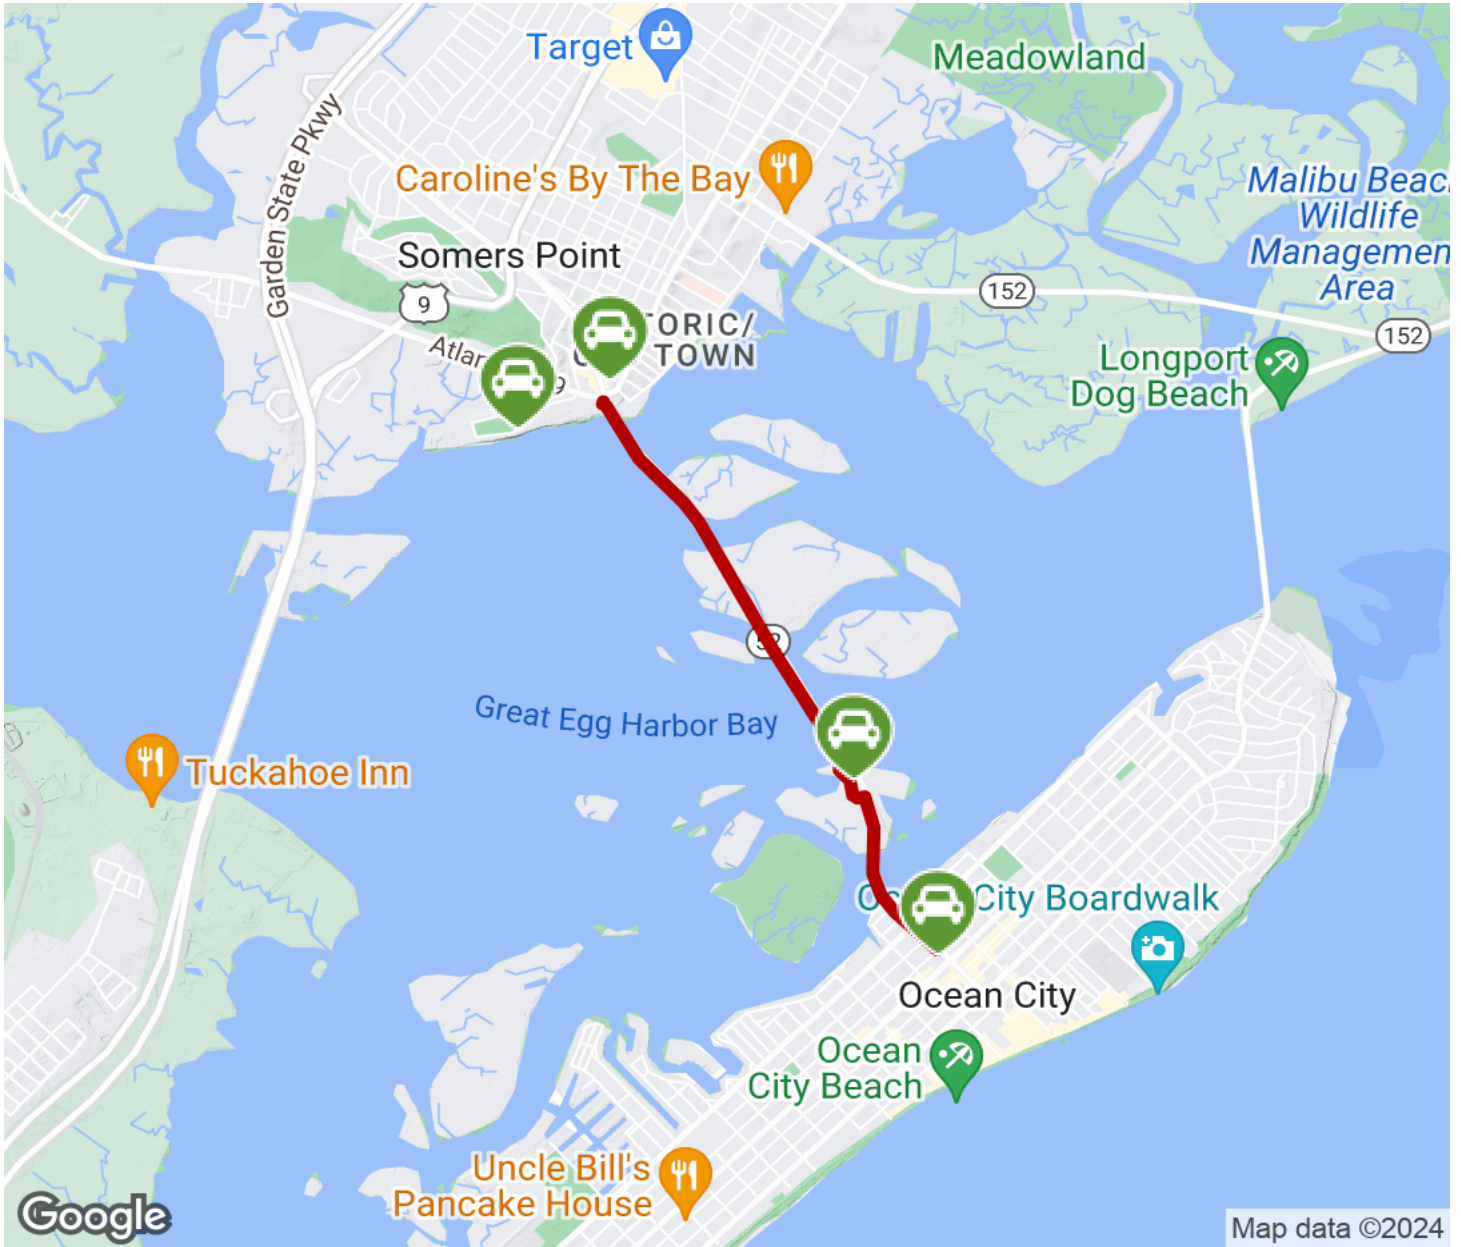 Target
Meadowland
Garden State Pkwy
Caroline's By The Bay
Malibu Beac
Wildlife
Managemen
Area
Somers Point
9
152
152
TORIC/
TOWN
Atla
9
Longport
Dog Beach
Great Egg Harbor Bay
Tuckahoe Inn
City Boardwalk
Ocean City
Ocean
City Beach
Uncle Bill's
Pancake House
Google
Map data ©2024